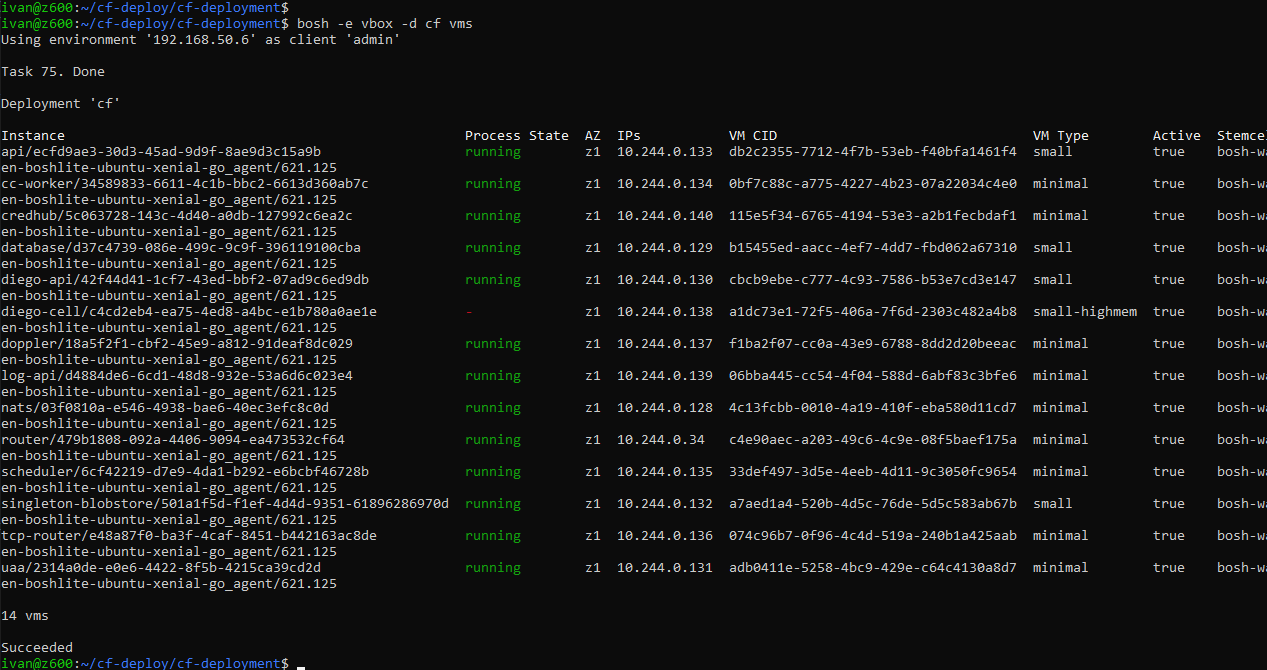 ivan@z600:~/cf-deploy/cf-deployment$
ivan@z600:~/cf-deploy/cf-deployment$ bosh -e vbox -d cf vms
Using environment '192.168.50.6' as client 'admin'
Task 75. Done
Deployment 'cf'
Instance Process State AZ IPs VM CID VM Type Active Stemce
api/ecfd9ae3-30d3-45ad-9d9f-8ae9d3c15a9b running z1 10.244.0.133 db2c2355-7712-4f7b-53eb-f40bfa1461f4 small true bosh-wa
en-boshlite-ubuntu-xenial-go_agent/621.125
cc-worker/34589833-6611-4c1b-bbc2-6613d360ab7c running z1 10.244.0.134 0bf7c88c-a775-4227-4b23-07a22034c4e0 minimal true bosh-wa
en-boshlite-ubuntu-xenial-go_agent/621.125
credhub/5c063728-143c-4d40-a0db-127992c6ea2c running z1 10.244.0.140 115e5f34-6765-4194-53e3-a2b1fecbdaf1 minimal true bosh-wa
en-boshlite-ubuntu-xenial-go_agent/621.125
database/d37c4739-086e-499c-9c9f-396119100cba running z1 10.244.0.129 b15455ed-aacc-4ef7-4dd7-fbd062a67310 small true bosh-wa
en-boshlite-ubuntu-xenial-go_agent/621.125
diego-api/42f44d41-1cf7-43ed-bbf2-07ad9c6ed9db running z1 10.244.0.130 cbcb9ebe-c777-4c93-7586-b53e7cd3e147 small true bosh-wa
en-boshlite-ubuntu-xenial-go_agent/621.125
diego-cell/c4cd2eb4-ea75-4ed8-a4bc-e1b780a0ae1e - z1 10.244.0.138 a1dc73e1-72f5-406a-7f6d-2303c482a4b8 small-highmem true bosh-wa
en-boshlite-ubuntu-xenial-go_agent/621.125
doppler/18a5f2f1-cbf2-45e9-a812-91deaf8dc029 running z1 10.244.0.137 f1ba2f07-cc0a-43e9-6788-8dd2d20beeac minimal true bosh-wa
en-boshlite-ubuntu-xenial-go_agent/621.125
log-api/d4884de6-6cd1-48d8-932e-53a6d6c023e4 running z1 10.244.0.139 06bba445-cc54-4f04-588d-6abf83c3bfe6 minimal true bosh-wa
en-boshlite-ubuntu-xenial-go_agent/621.125
nats/03f0810a-e546-4938-bae6-40ec3efc8c0d running z1 10.244.0.128 4c13fcbb-0010-4a19-410f-eba580d11cd7 minimal true bosh-wa
en-boshlite-ubuntu-xenial-go_agent/621.125
router/479b1808-092a-4406-9094-ea473532cf64 running z1 10.244.0.34 c4e90aec-a203-49c6-4c9e-08f5baef175a minimal true bosh-wa
en-boshlite-ubuntu-xenial-go_agent/621.125
scheduler/6cf42219-d7e9-4da1-b292-e6bcbf46728b running z1 10.244.0.135 33def497-3d5e-4eeb-4d11-9c3050fc9654 minimal true bosh-wa
en-boshlite-ubuntu-xenial-go_agent/621.125
singleton-blobstore/501a1f5d-f1ef-4d4d-9351-61896286970d running z1 10.244.0.132 a7aed1a4-520b-4d5c-76de-5d5c583ab67b small true bosh-wa
en-boshlite-ubuntu-xenial-go_agent/621.125
tcp-router/e48a87f0-ba3f-4caf-8451-b442163ac8de running z1 10.244.0.136 074c96b7-0f96-4c4d-519a-240b1a425aab minimal true bosh-wa
en-boshlite-ubuntu-xenial-go_agent/621.125
uaa/2314a0de-e0e6-4422-8f5b-4215ca39cd2d running z1 10.244.0.131 adb0411e-5258-4bc9-429e-c64c4130a8d7 minimal true bosh-wa
en-boshlite-ubuntu-xenial-go_agent/621.125
14 vms
Succeeded
ivan@z600:~/cf-deploy/cf-deployment$